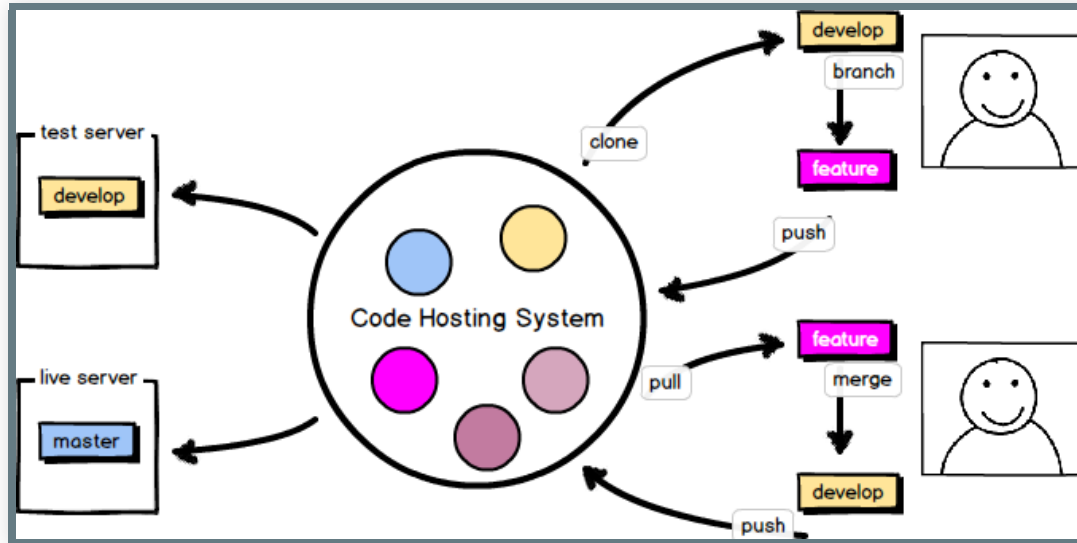 test server
develop
live server
master
Code Hosting System
clone
develop
branch
feature
push
pull
feature
merge
develop
push